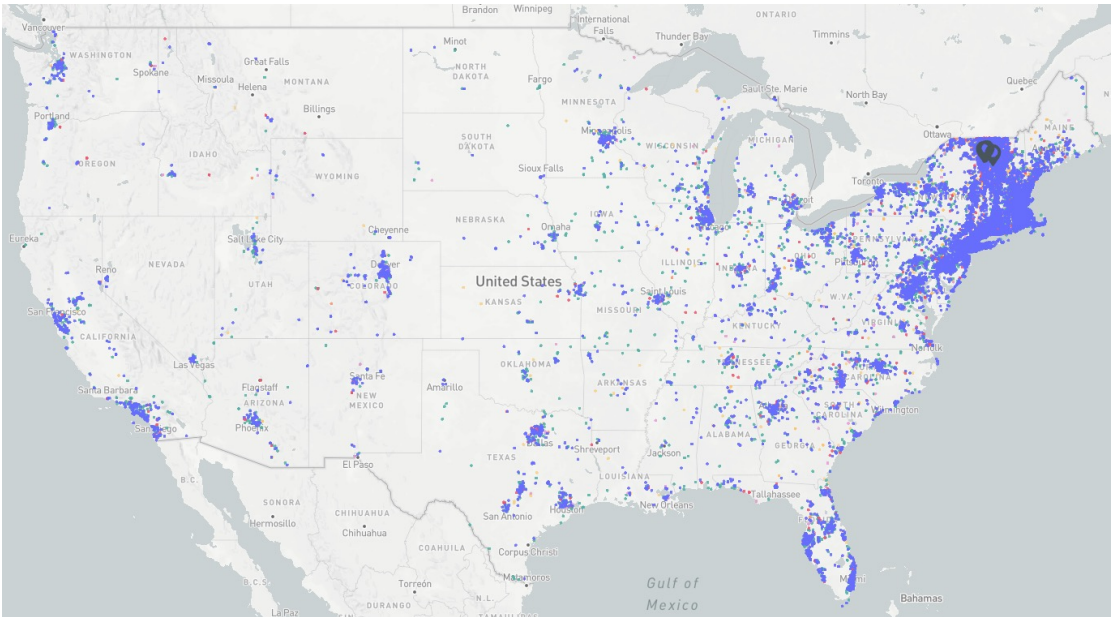 Brandon
Winnipeg
International
Falls
ONTARIO
Vancouver
Thunder Bay
Timmins
Minot
Quebec
WASHINGTON
Spokane
Great Falls
Missoula
Helena
MONTANA
NORTH
DAKOTA
Fargo
Sault Ste. Marie
North Bay
Billings
MINNESOTA
Portland
Ottawa
MAINE
Minneapolis
SOUTH
DAKOTA
WISCONSIN
MICHIGAN
OREGON
IDAHO
WYOMING
Sioux Falls
Toronto
Detroit
Eureka
Salt Lake City
Cheyenne
NEBRASKA
Omaha
IOWA
Reno
NEVADA
UTAH
Denver
COLORADO
United States
ILLINOIS
INDIANA
OHIO
PENNSYLVANIA
Pittsburgh
KANSAS
Saint Louis
MISSOURI
W.VA.
VIRGINIA
San Francisco
CALIFORNIA
KENTUCKY
Norfolk
Las Vegas
Santa Fe
OKLAHOMA
TENNESSEE
CAROLINA
Santa Barbara
Flagstaff
ARIZONA
NEW
MEXICO
Amarillo
ARKANSAS
SOUTH
CAROLINA
Wilmington
Phoenix
San Diego
Dallas
ALABAMA
GEORGIA
El Paso
TEXAS
Shreveport
Jackson
B.C.
LOUISIANA
Tallahassee
SONORA
Hermosillo
CHIHUAHUA
Chihuahua
San Antonio
Houston
New Orleans
COAHUILA
Corpus Christi
B.C.S.
Torreón
Matamoros
Gulf of
Mexico
Miami
N.L.
Bahamas
La Paz
DURANGO
TAMAULIPAS